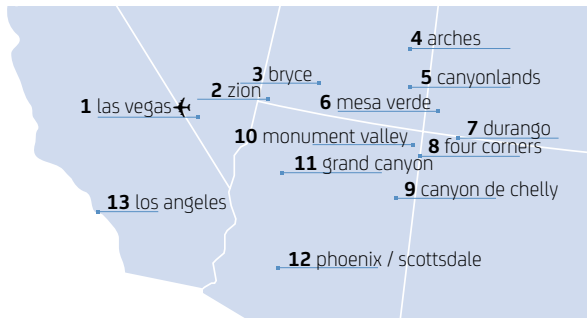 4 arches
3 bryce
5 canyonlands
2 zion
6 mesa verde
1 las vegas
7 durango
10 monument valley
8 four corners
11 grand canyon
9 canyon de chelly
13 los angeles
12 phoenix / scottsdale